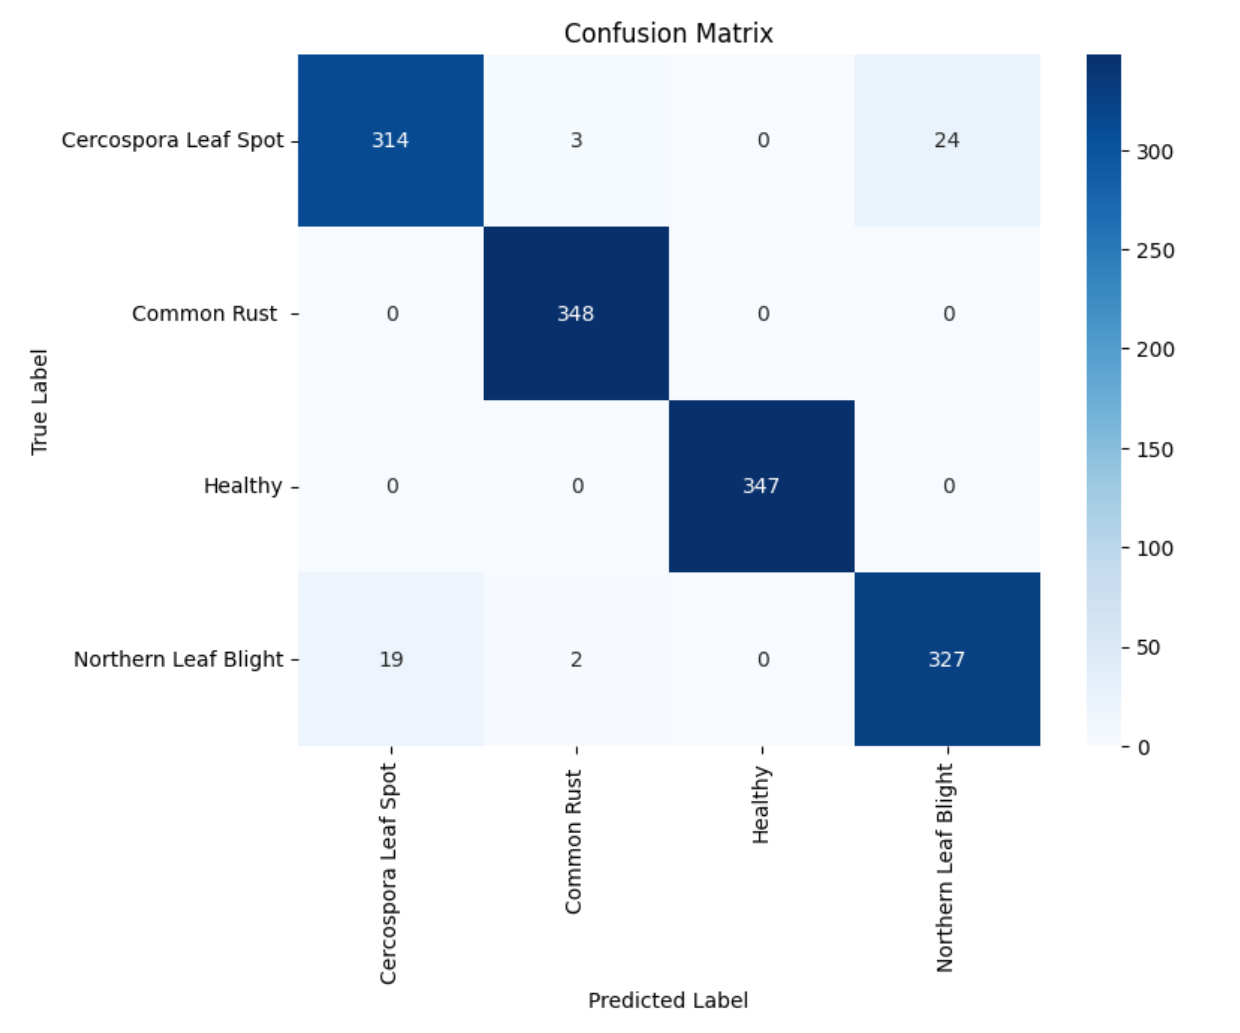 Confusion Matrix
Cercospora Leaf Spot 314 3 0 24
Common Rust 0 348 0 0
Healthy 0 0 347 0
Northern Leaf Blight 19 2 0 327
True Label
Cercospora Leaf Spot
Common Rust
Healthy
Northern Leaf Blight
Predicted Label
300
250
200
150
100
50
0